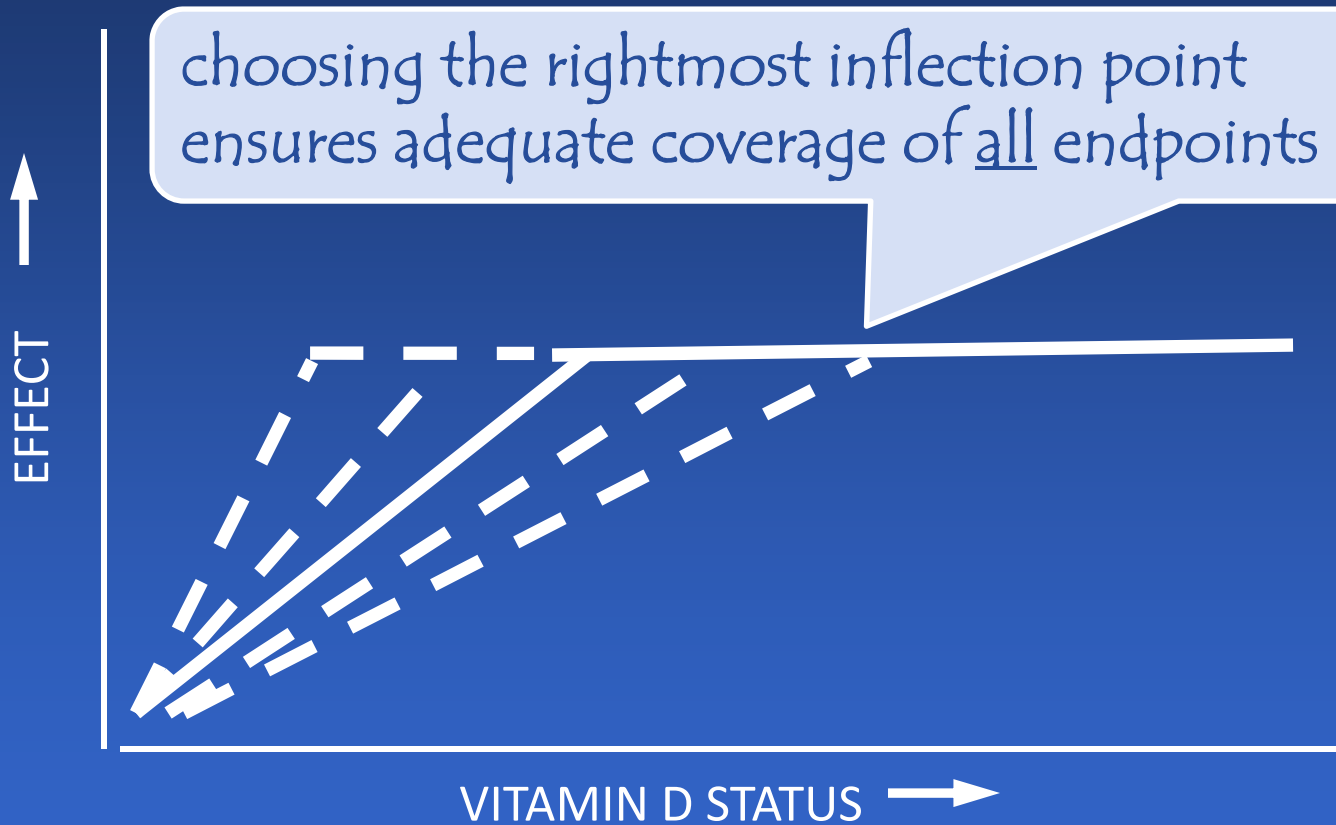 choosing the rightmost inflection point
ensures adequate coverage of all endpoints
EFFECT
VITAMIN D STATUS